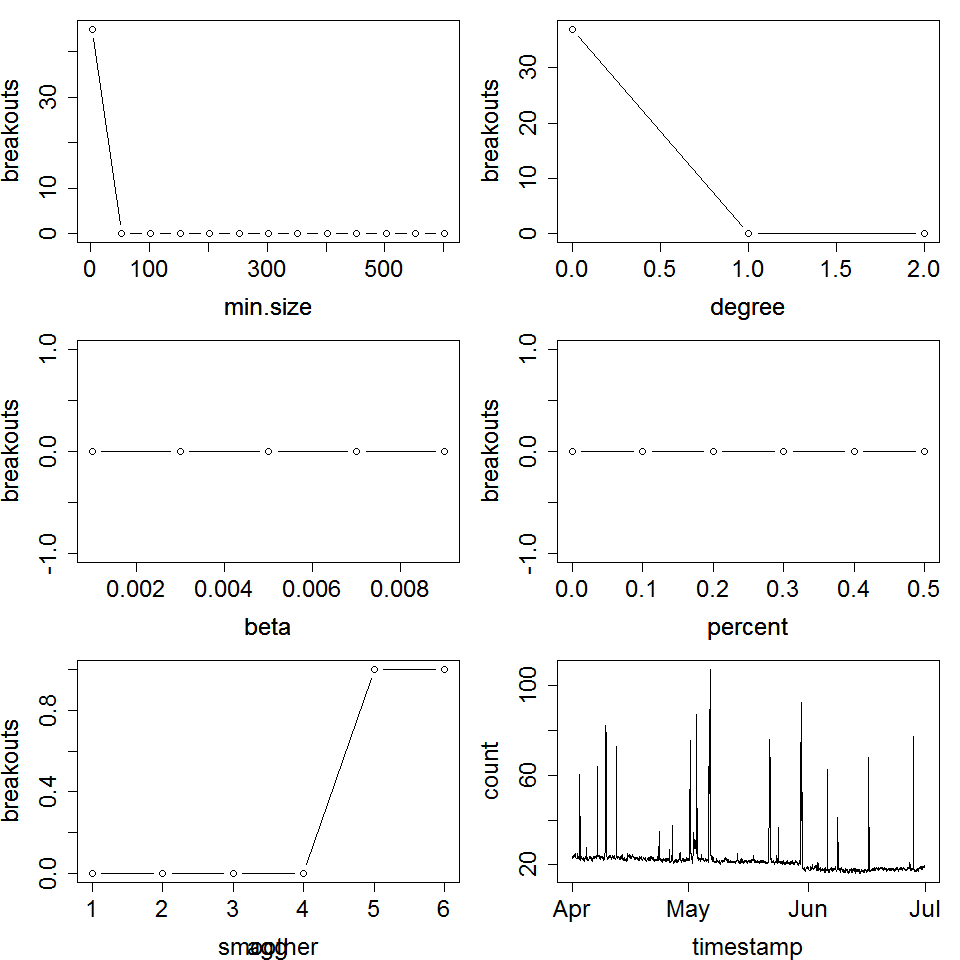 breakouts
0 10 30
0 100 300 500
min.size
breakouts
0 10 20 30
0.0 0.5 1.0 1.5 2.0
degree
breakouts
-1.0 0.0 1.0
0.002 0.004 0.006 0.008
beta
breakouts
-1.0 0.0 1.0
0.0 0.1 0.2 0.3 0.4 0.5
percent
breakouts
0.0 0.4 0.8
1 2 3 4 5 6
count
20 60 100
Apr May Jun Jul
timestamp